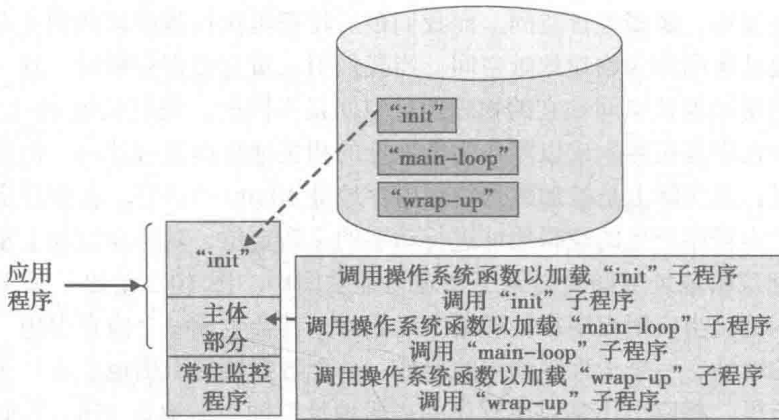 “init”
“main-loop”
“wrap-up”
“init”
应用
程序
主体
部分
常驻监控
程序
调用操作系统函数以加载“init”子程序
调用“init”子程序
调用操作系统函数以加载“main-loop”子程序
调用“main-loop”子程序
调用操作系统函数以加载“wrap-up”子程序
调用“wrap-up”子程序